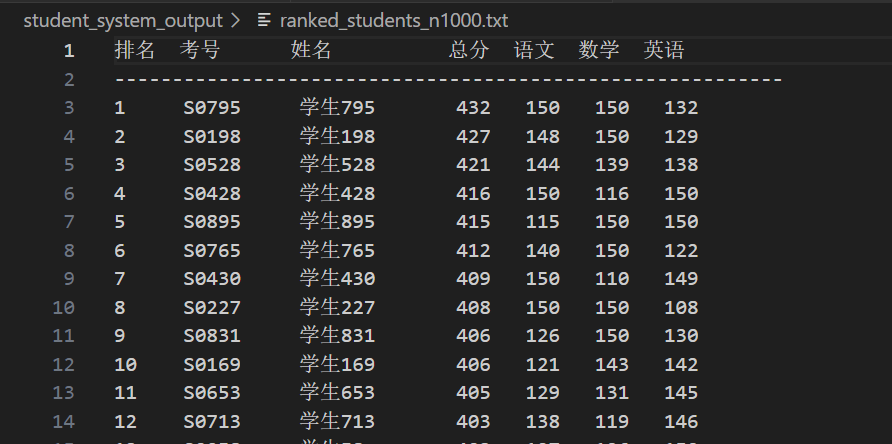 student_system_output > ranked_students_n1000.txt
1 排名 考号 姓名 总分 语文 数学 英语
2 ----------------------------------------------------------
3 1 S0795 学生795 432 150 150 132
4 2 S0198 学生198 427 148 150 129
5 3 S0528 学生528 421 144 139 138
6 4 S0428 学生428 416 150 116 150
7 5 S0895 学生895 415 115 150 150
8 6 S0765 学生765 412 140 150 122
9 7 S0430 学生430 409 150 110 149
10 8 S0227 学生227 408 150 150 108
11 9 S0831 学生831 406 126 150 130
12 10 S0169 学生169 406 121 143 142
13 11 S0653 学生653 405 129 131 145
14 12 S0713 学生713 403 138 119 146